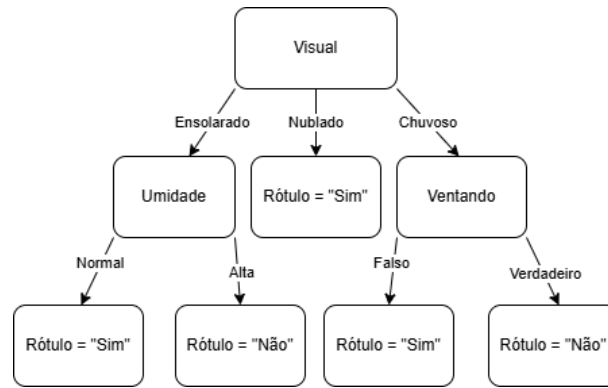 Visual
Ensolarado
Nublado
Chuvoso
Umidade
Rótulo = "Sim"
Ventando
Normal
Alta
Falso
Verdadeiro
Rótulo = "Sim"
Rótulo = "Não"
Rótulo = "Sim"
Rótulo = "Não"